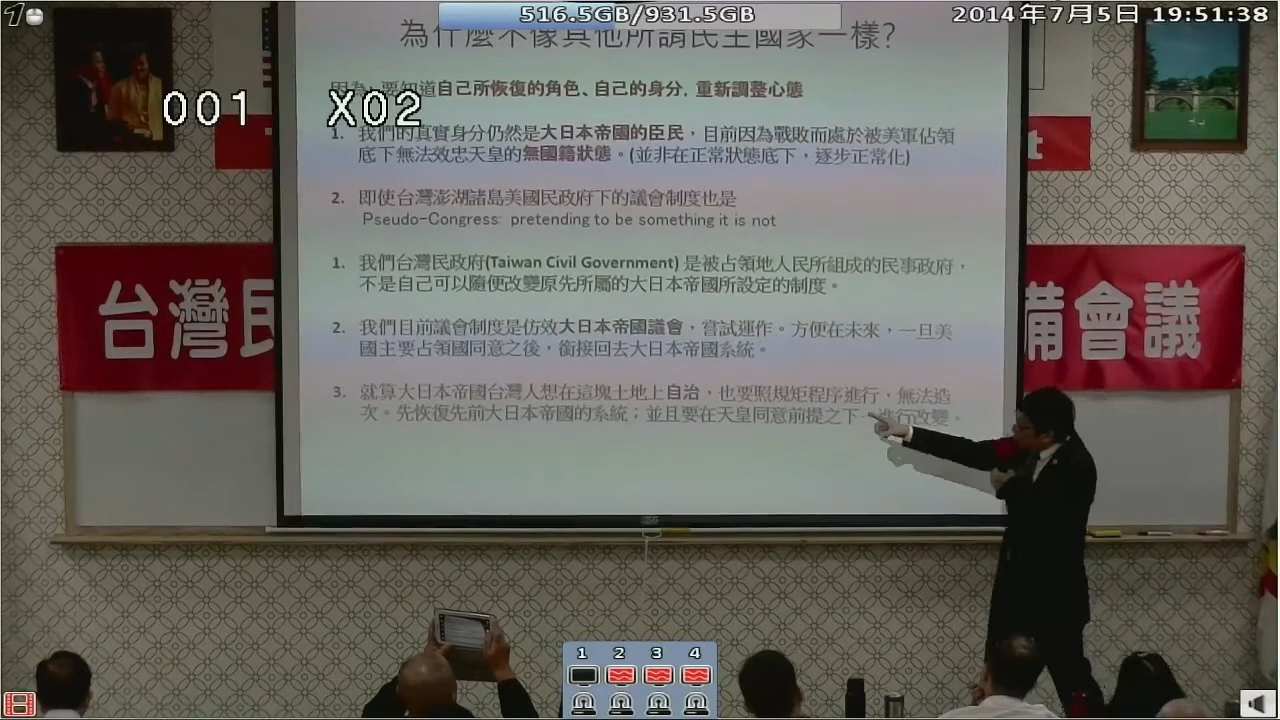 1
516.5GB/931.5GB
2014年7月5日 19:51:38
為什麼不像其他所謂民主國家一樣?
001 X02
因為 要知道自己所恢復的角色、自己的身分, 重新調整心態
1. 我們的真實身分仍然是大日本帝國的臣民，目前因為戰敗而處於被美軍佔領
底下無法效忠天皇的無國籍狀態。(並非在正常狀態底下，逐步正常化)
t
2. 即使台灣澎湖諸島美國民政府下的議會制度也是
Pseudo-Congress: pretending to be something it is not
1. 我們台灣民政府(Taiwan Civil Government) 是被占領地人民所組成的民事政府，
不是自己可以隨便改變原先所屬的大日本帝國所設定的制度。
台灣民
備會議
2. 我們目前議會制度是仿效大日本帝國議會，嘗試運作。方便在未來，一旦美
國主要占領國同意之後，銜接回去大日本帝國系統。
3. 就算大日本帝國台灣人想在這塊土地上自治，也要照規矩程序進行，無法造
次。先恢復先前大日本帝國的系統；並且要在天皇同意前提之下 進行改變。
1 2 3 4